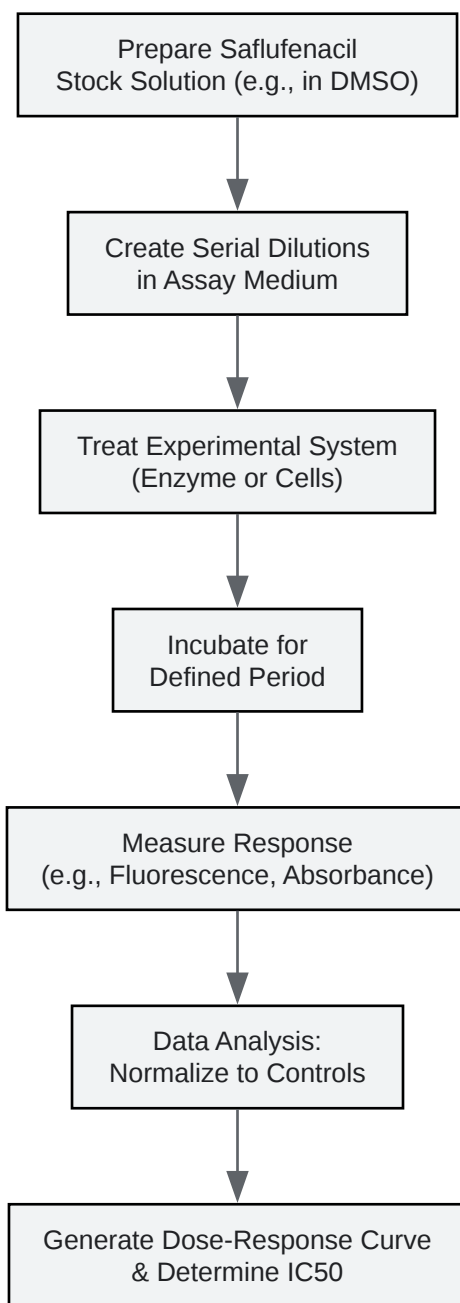 Prepare Saflufenacil
Stock Solution (e.g., in DMSO)
Create Serial Dilutions
in Assay Medium
Treat Experimental System
(Enzyme or Cells)
Incubate for
Defined Period
Measure Response
(e.g., Fluorescence, Absorbance)
Data Analysis:
Normalize to Controls
Generate Dose-Response Curve
& Determine IC50